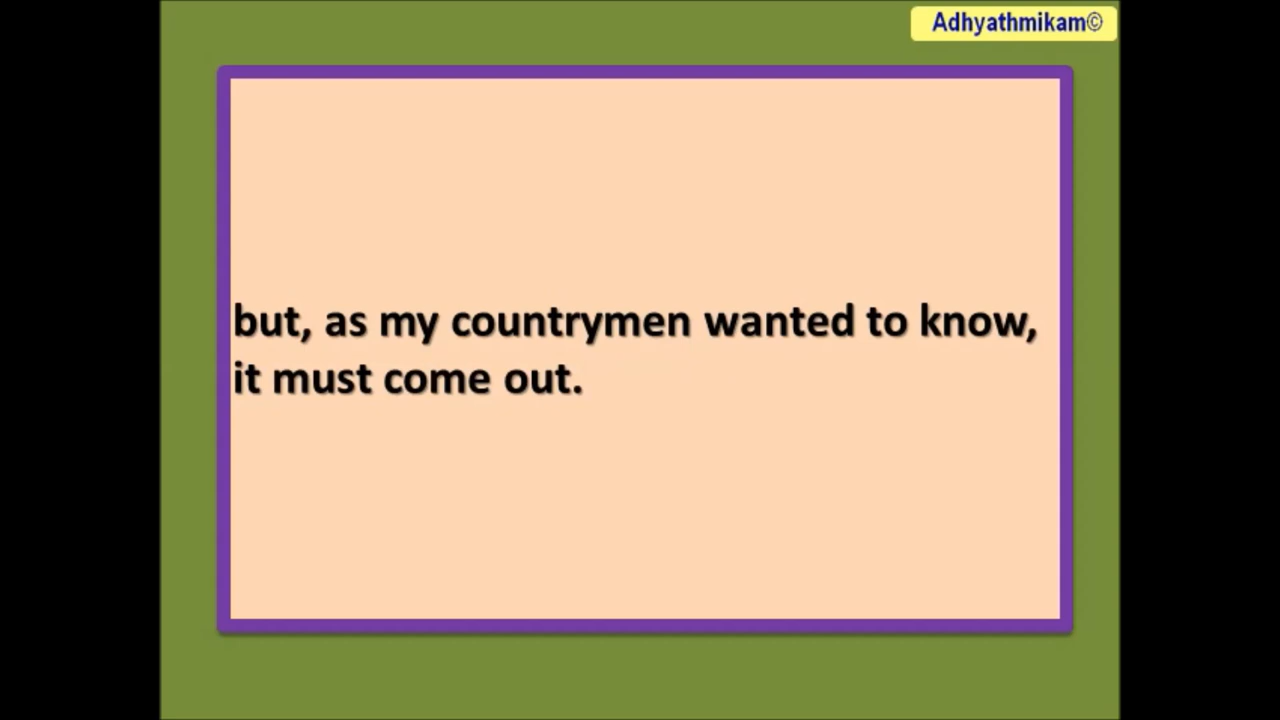 Adhyathmikam©
but, as my countrymen wanted to know,
it must come out.